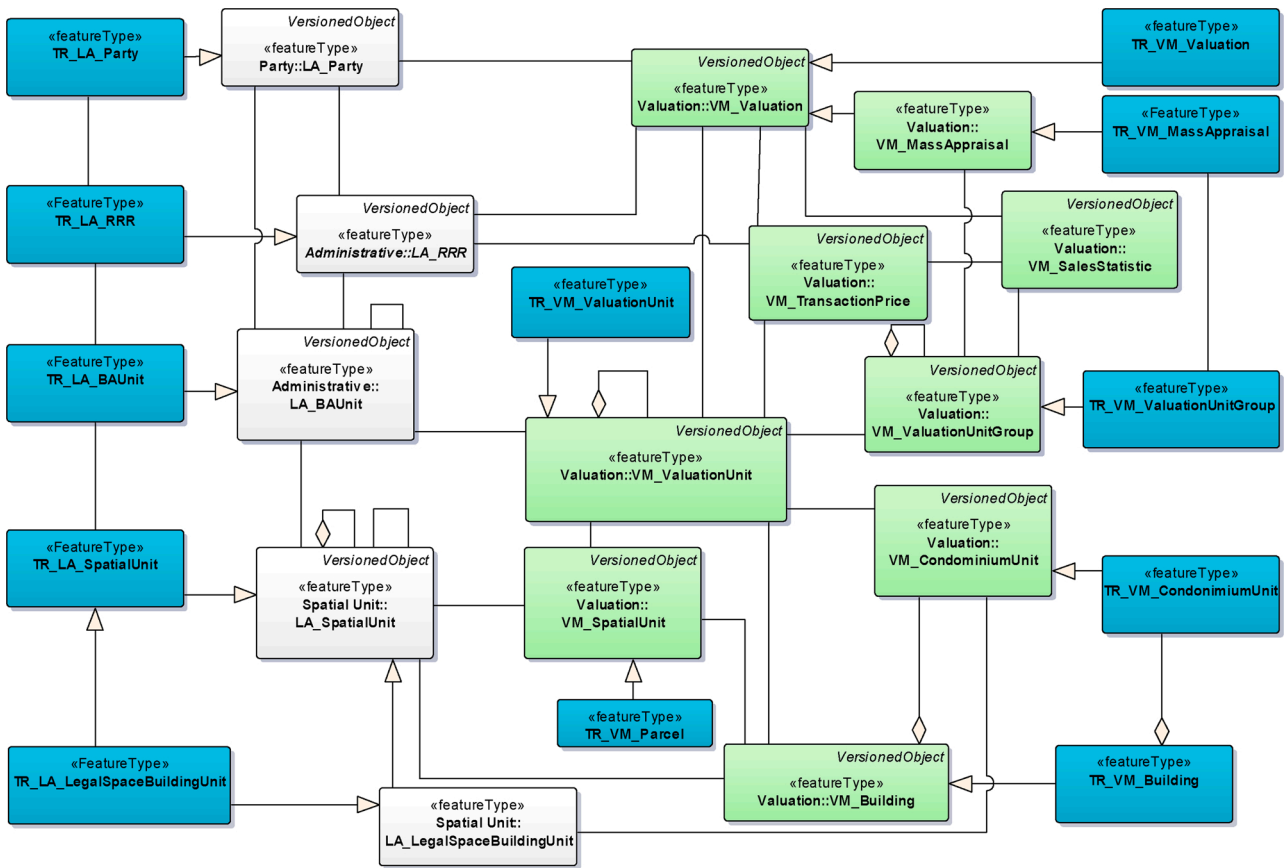 «featureType»
TR_LA_Party
VersionedObject
«featureType»
Party::LA_Party
VersionedObject
«featureType»
Valuation::VM_Valuation
«featureType»
TR_VM_Valuation
«featureType»
Valuation::
VM_MassAppraisal
«FeatureType»
TR_VM_MassAppraisal
«FeatureType»
TR_LA_RRR
VersionedObject
«featureType»
Administrative::LA_RRR
VersionedObject
«featureType»
Valuation::
VM_SalesStatistic
VersionedObject
«featureType»
Valuation::
VM_TransactionPrice
«featureType»
TR_VM_ValuationUnit
«FeatureType»
TR_LA_BAUnit
VersionedObject
«featureType»
Administrative::
LA_BAUnit
VersionedObject
«featureType»
Valuation::
VM_ValuationUnitGroup
«featureType»
TR_VM_ValuationUnitGroup
VersionedObject
«featureType»
Valuation::VM_ValuationUnit
VersionedObject
«featureType»
Valuation::
VM_CondominiumUnit
«FeatureType»
TR_LA_SpatialUnit
VersionedObject
«featureType»
Spatial Unit::
LA_SpatialUnit
VersionedObject
«featureType»
Valuation::
VM_SpatialUnit
«featureType»
TR_VM_CondonimiumUnit
«featureType»
TR_VM_Parcel
«FeatureType»
TR_LA_LegalSpaceBuildingUnit
VersionedObject
«featureType»
Valuation::VM_Building
«featureType»
TR_VM_Building
«featureType»
Spatial Unit::
LA_LegalSpaceBuildingUnit